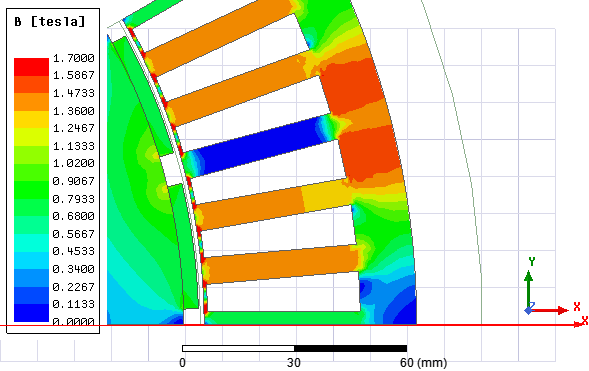 B [tesla]
1.7000
1.5867
1.4733
1.3600
1.2467
1.1333
1.0200
0.9067
0.7933
0.6800
0.5667
0.4533
0.3400
0.2267
0.1133
0.0000
Y
Z
X
X
0 30 60 (mm)